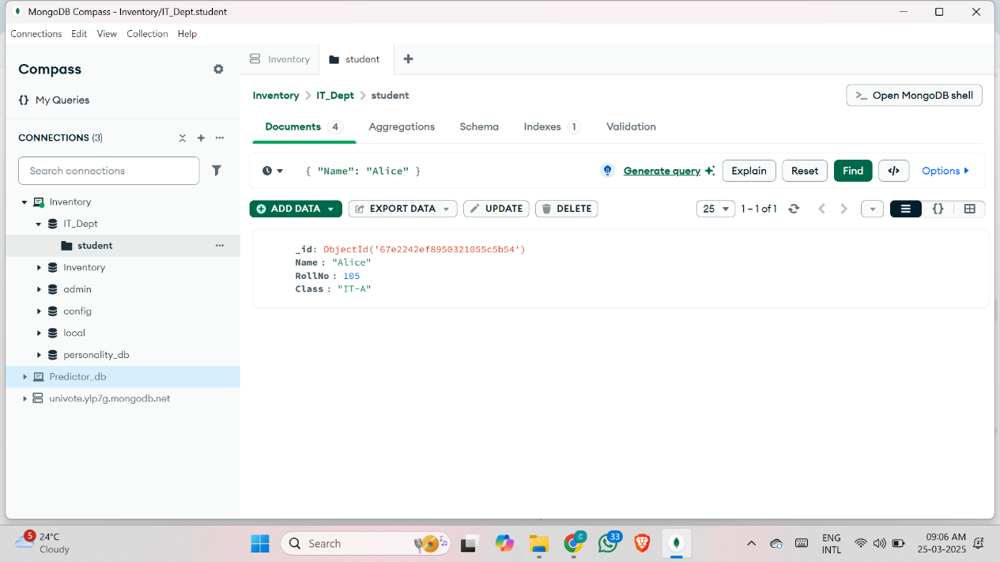 MongoDB Compass - Inventory/IT_Dept.student
Connections Edit View Collection Help
Compass
{} My Queries
CONNECTIONS (3)
Search connections
Inventory
IT_Dept
student
Inventory
admin
config
local
personality_db
Predictor_db
univote.ylp7g.mongodb.net
Inventory student
Inventory > IT_Dept > student
>_ Open MongoDB shell
Documents 4 Aggregations Schema Indexes 1 Validation
{ "Name": "Alice" }
Generate query Explain Reset Find </> Options
ADD DATA EXPORT DATA UPDATE DELETE 25 1 – 1 of 1 {}
_id: ObjectId('67e2242ef8950321055c5b54')
Name : "Alice"
RollNo : 105
Class : "IT-A"
5 24°C
Cloudy
Search
C
33
ENG
INTL
09:06 AM
25-03-2025